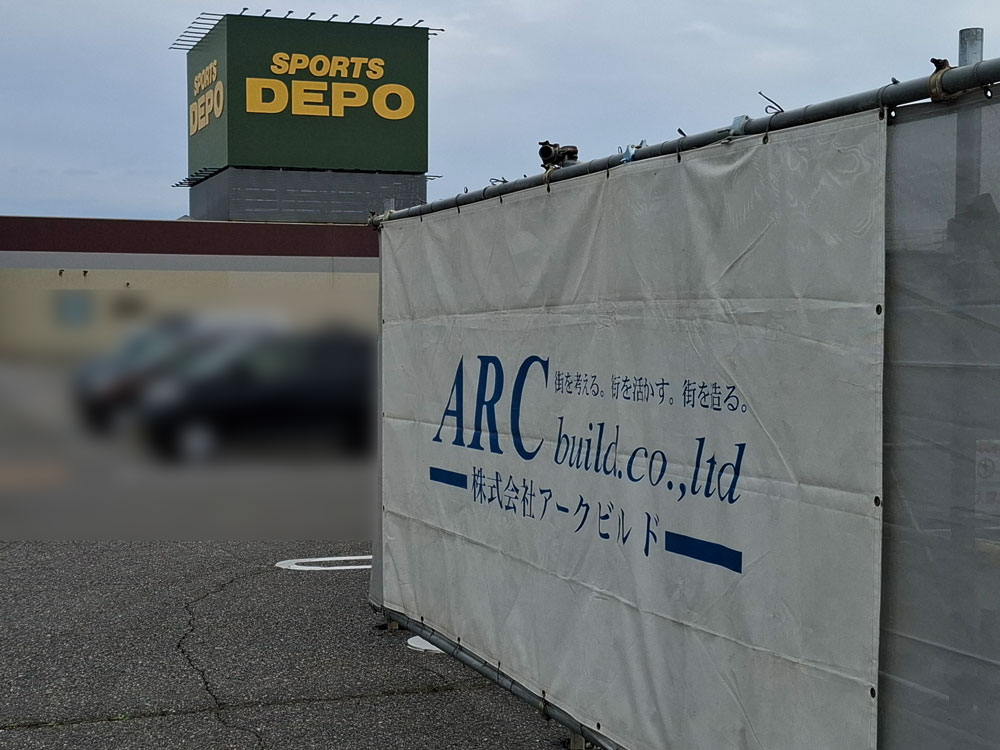 SPORTS
DEPO
SPORTS
DEPO
ARC
街を考える。街を活かす。街を造る。
build.co.,ltd
株式会社アークビルド